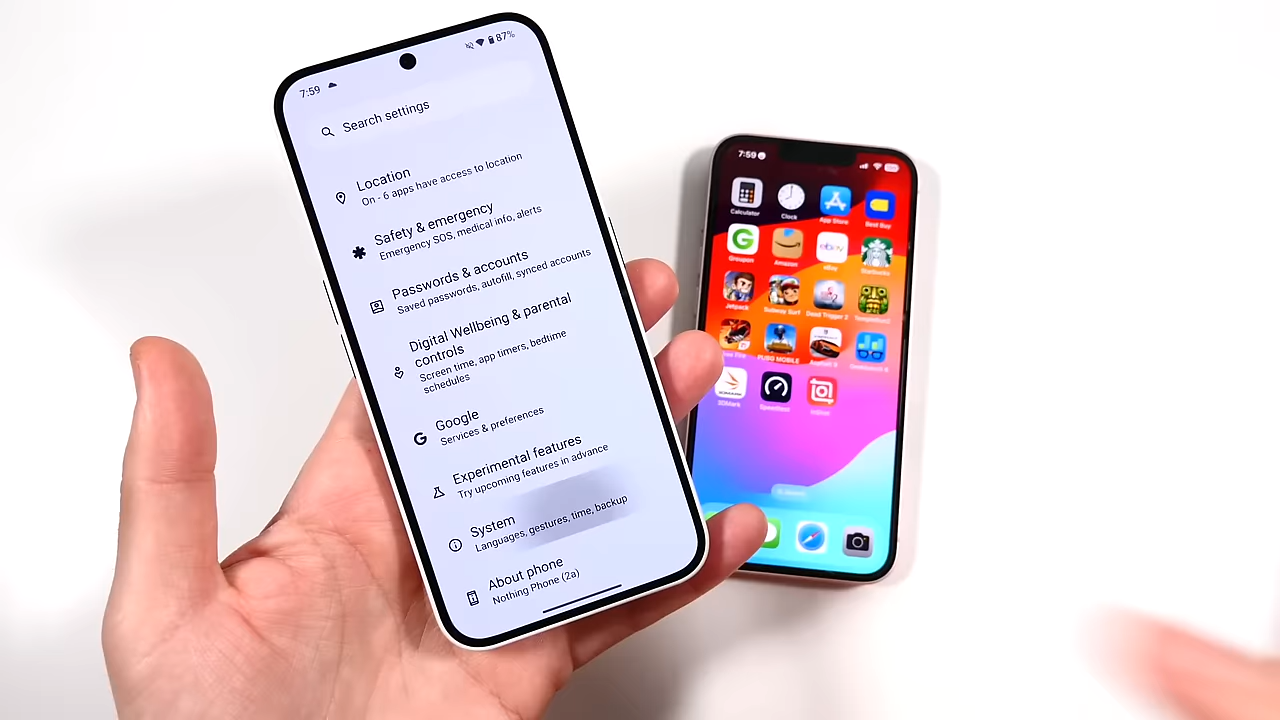 7:59
87%
Search settings
Location
On - 6 apps have access to location
Safety & emergency
Emergency SOS, medical info, alerts
Passwords & accounts
Saved passwords, autofill, synced accounts
Digital Wellbeing & parental
controls
Screen time, app timers, bedtime
schedules
Google
Services & preferences
Experimental features
Try upcoming features in advance
System
Languages, gestures, time, backup
About phone
Nothing Phone (2a)
7:59
Calculator Clock App Store Best Buy
Groupon Amazon eBay Starbucks
Jetpack Subway Surf Dead Trigger 2
PUBG MOBILE
3DMark Speedtest